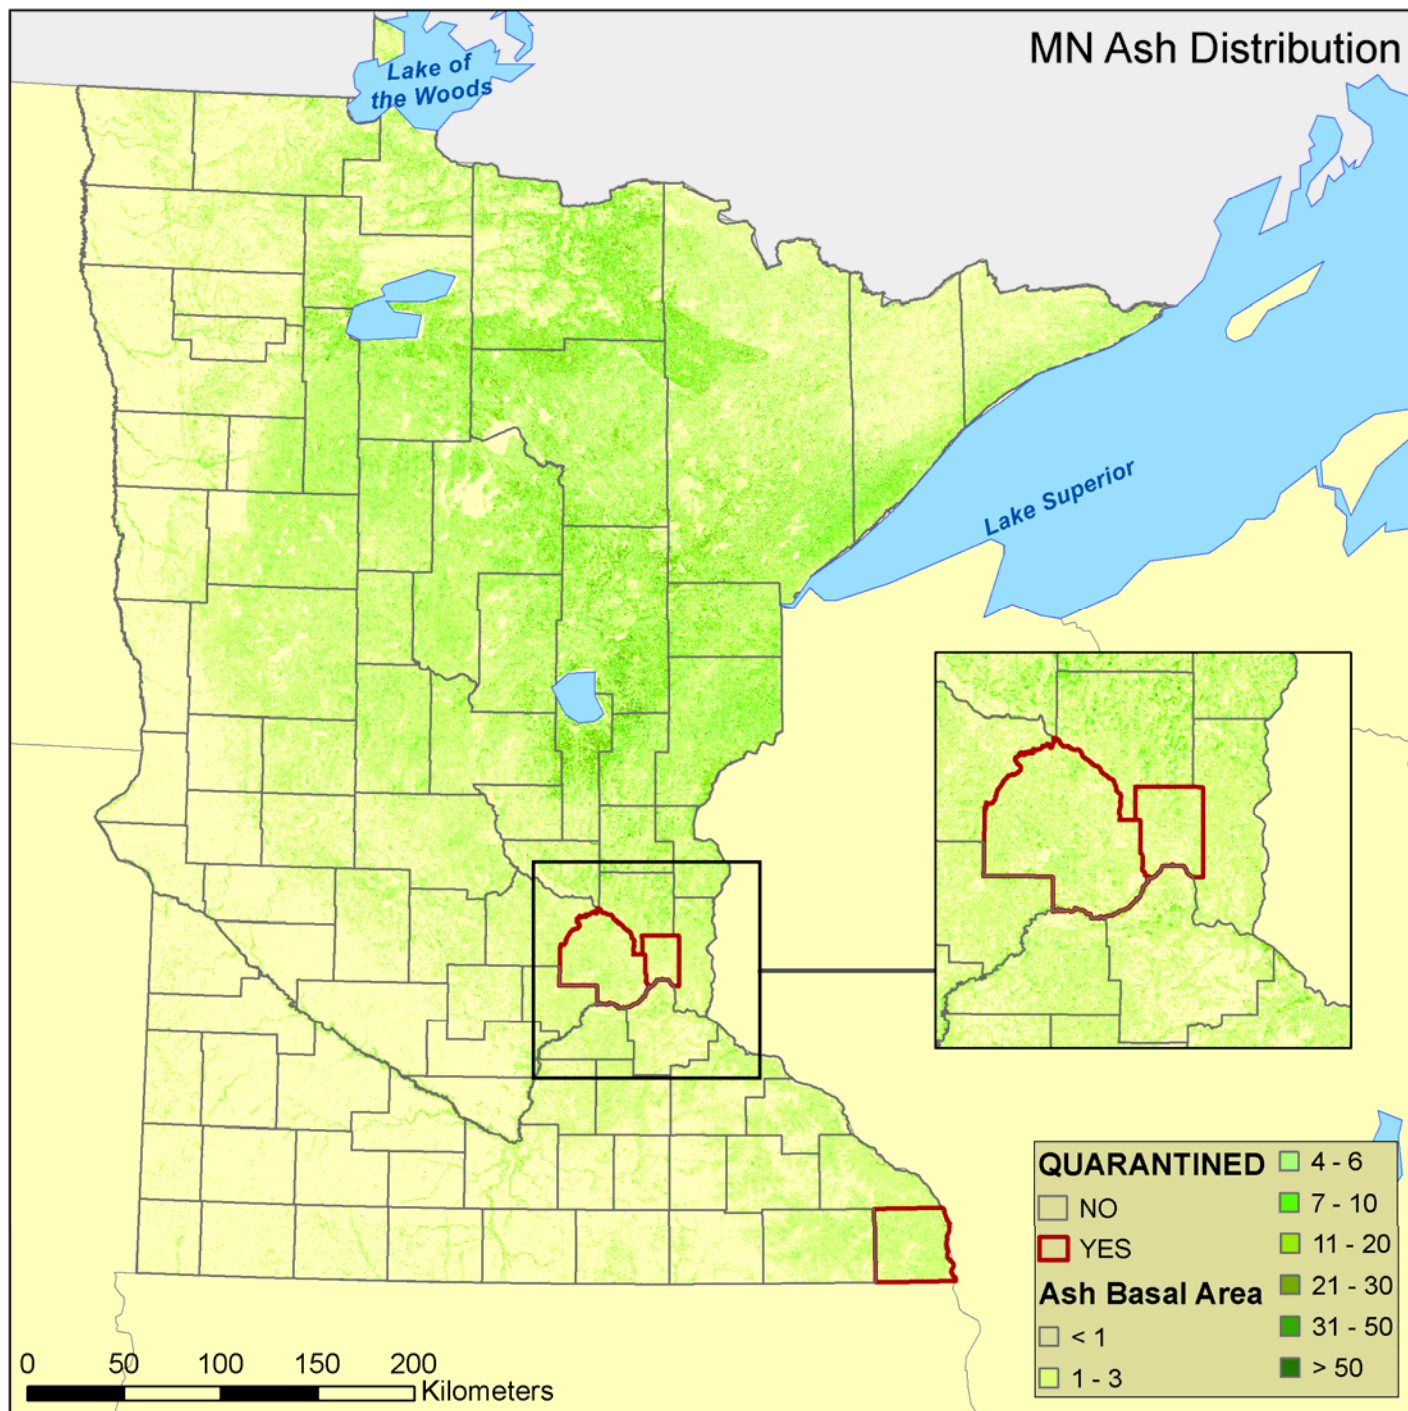 MN Ash Distribution
Lake of
the Woods
Lake Superior
QUARANTINED
NO
YES
Ash Basal Area
< 1
1 - 3
4 - 6
7 - 10
11 - 20
21 - 30
31 - 50
> 50
0 50 100 150 200
Kilometers